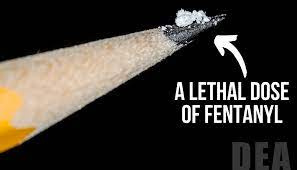 A LETHAL DOSE
OF FENTANYL
DEA